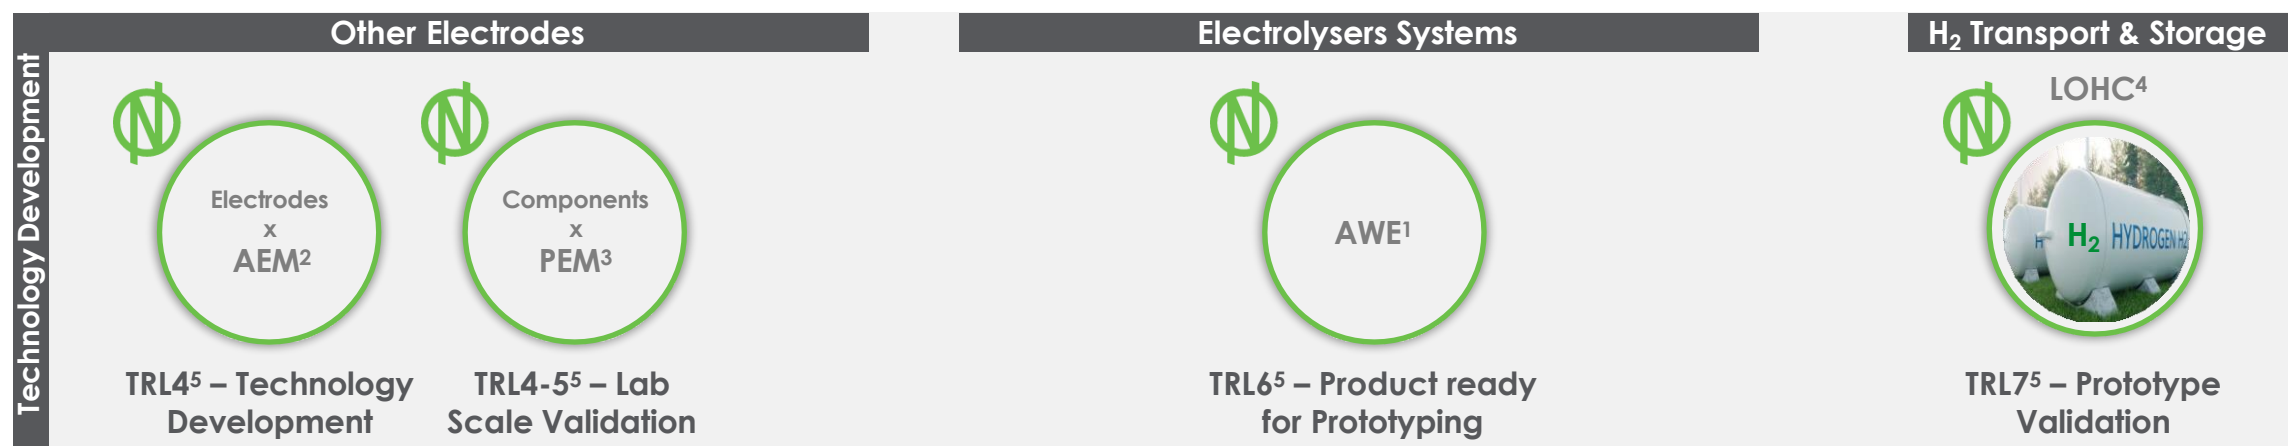 Technology Development
Other Electrodes
Electrodes
x
AEM²
TRL4⁵ – Technology
Development
Components
x
PEM³
TRL4-5⁵ – Lab
Scale Validation
Electrolysers Systems
AWE¹
TRL6⁵ – Product ready
for Prototyping
H₂ Transport & Storage
LOHC⁴
H
H₂ HYDROGEN H2
TRL7⁵ – Prototype
Validation